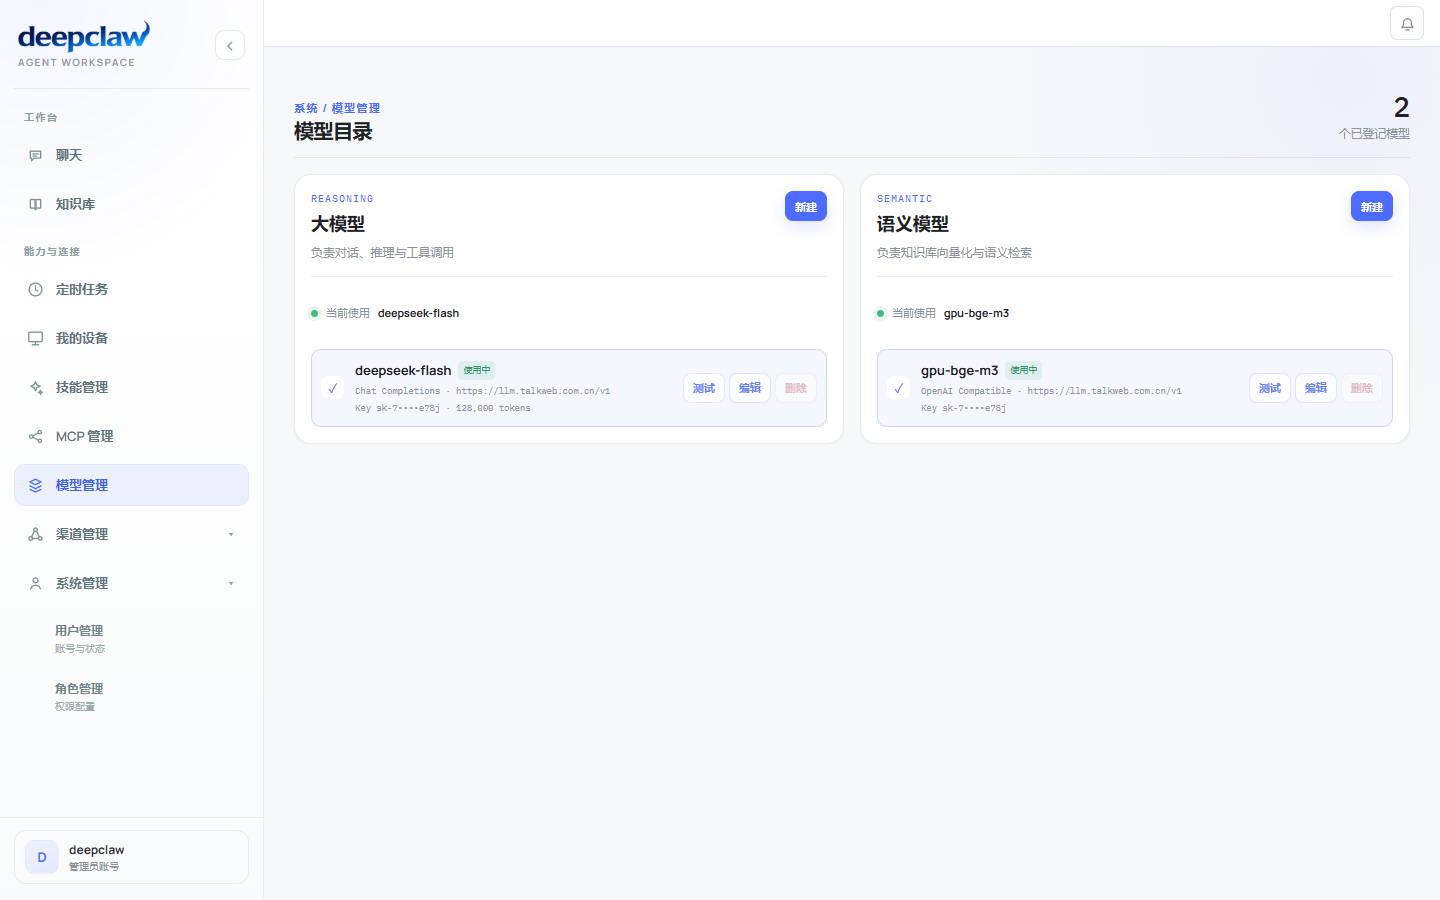 deepclaw
AGENT WORKSPACE
工作台
聊天
知识库
能力与连接
定时任务
我的设备
技能管理
MCP 管理
模型管理
渠道管理
系统管理
用户管理
账号与状态
角色管理
权限配置
D
deepclaw
管理员账号
系统 / 模型管理
模型目录
2
个已登记模型
REASONING
大模型
新建
负责对话、推理与工具调用
当前使用 deepseek-flash
✓
deepseek-flash 使用中
Chat Completions · https://llm.talkweb.com.cn/v1
Key sk-7••••e78j · 128,000 tokens
测试 编辑 删除
SEMANTIC
语义模型
新建
负责知识库向量化与语义检索
当前使用 gpu-bge-m3
✓
gpu-bge-m3 使用中
OpenAI Compatible · https://llm.talkweb.com.cn/v1
Key sk-7••••e78j
测试 编辑 删除